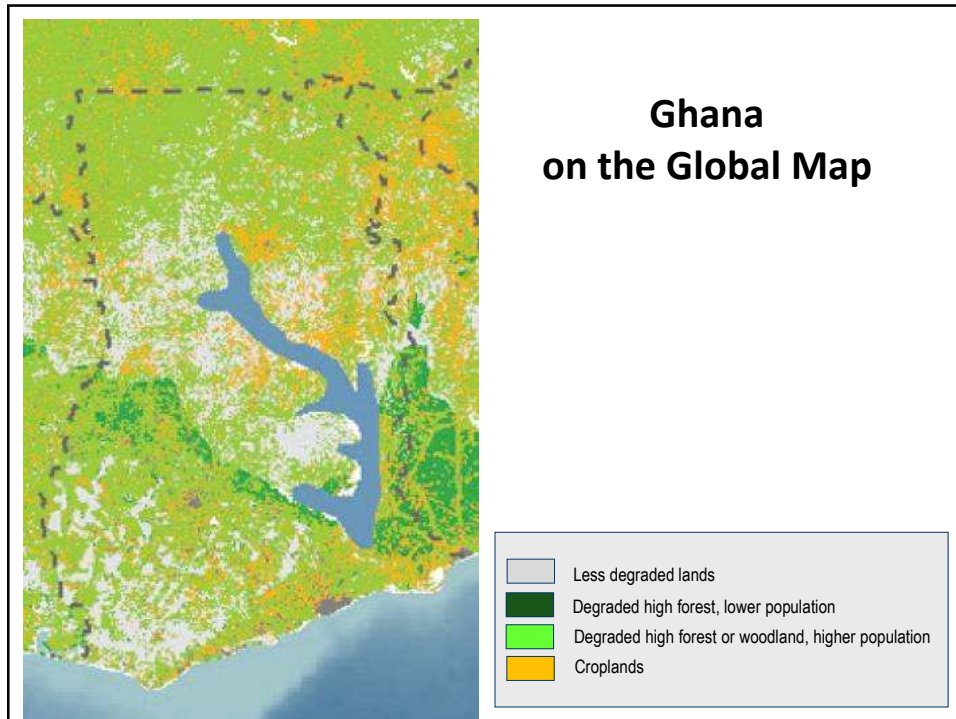 Ghana
on the Global Map
Less degraded lands
Degraded high forest, lower population
Degraded high forest or woodland, higher population
Croplands